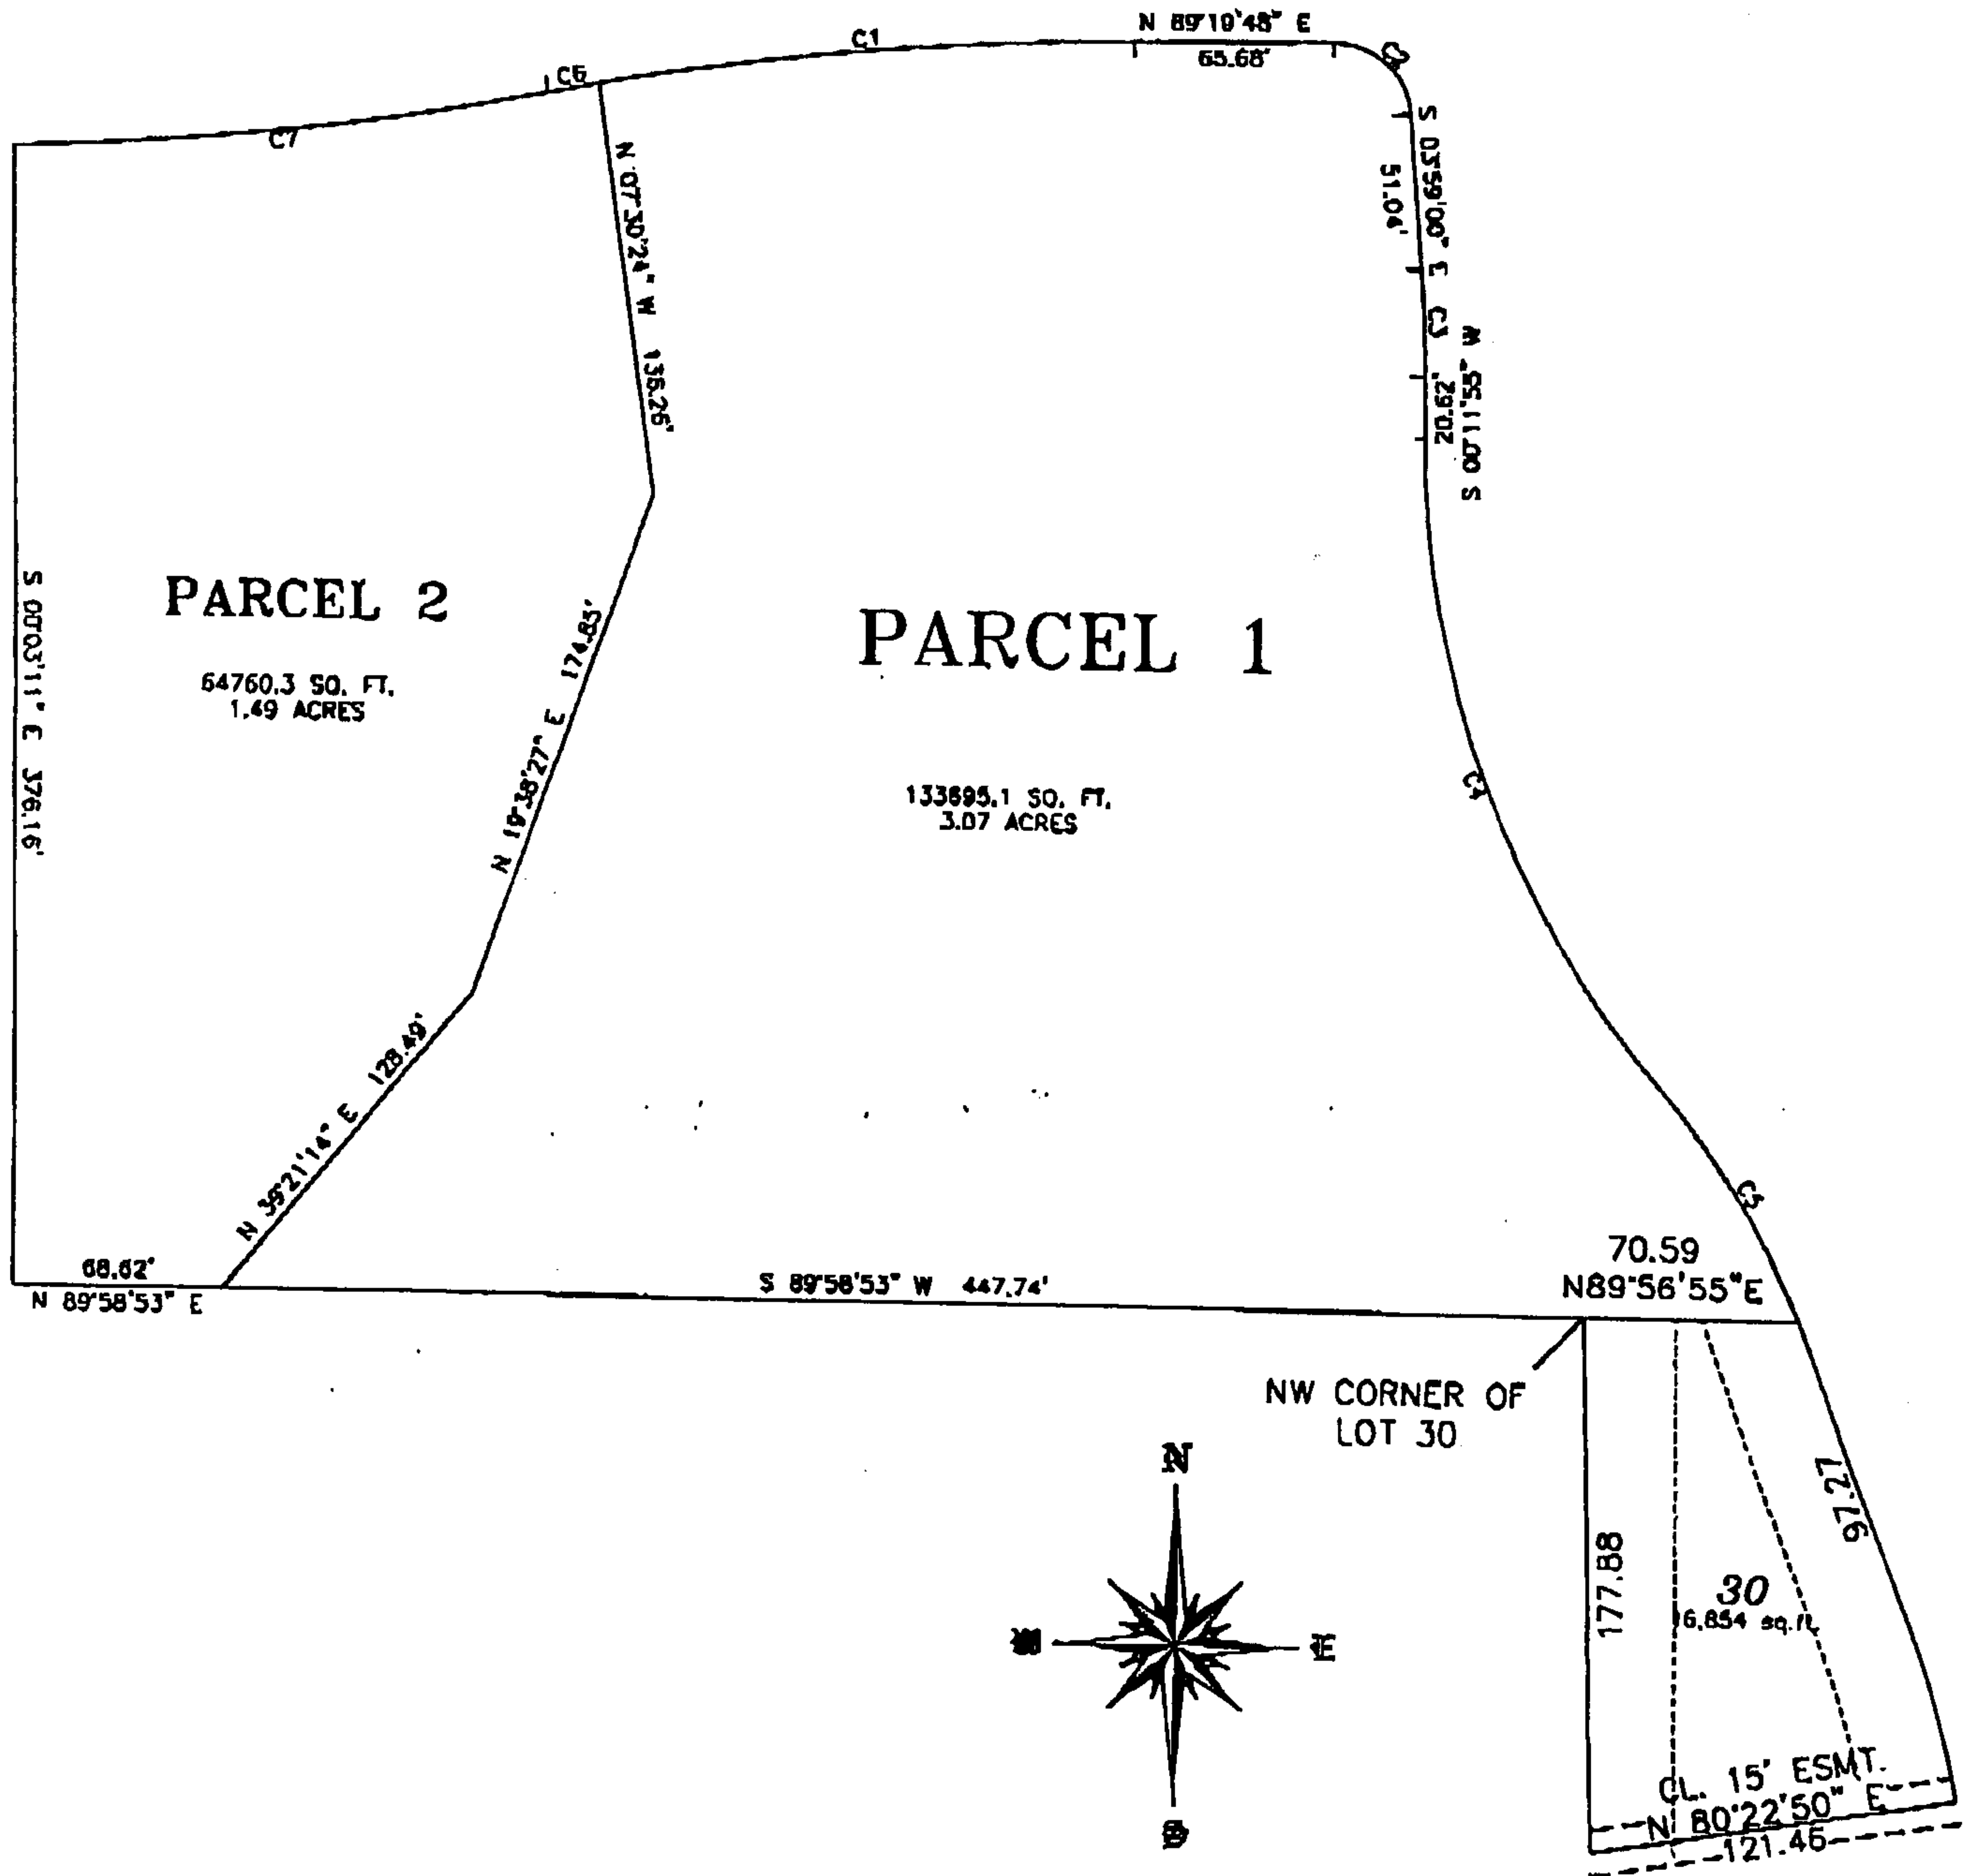 N 89°19'48" E
65.68'
C1
C6
C7
C2
S 03°59'00" E
51.04'
C3
S 00°11'55" W
20.62'
N 07°30'24" W 136.26'
PARCEL 2
64760.3 SQ. FT.
1.49 ACRES
S 00°03'11" E 376.16'
N 19°38'27" E 174.83'
PARCEL 1
133695.1 SQ. FT.
3.07 ACRES
C4
N 39°21'14" E 128.49'
C5
68.62'
N 89°58'53" E
S 89°58'53" W 447.74'
70.59
N89°56'55"E
NW CORNER OF
LOT 30
N
E
97.27
177.88
30
16,854 sq.ft.
CL. 15' ESMT.
N 80°22'50" E
121.46